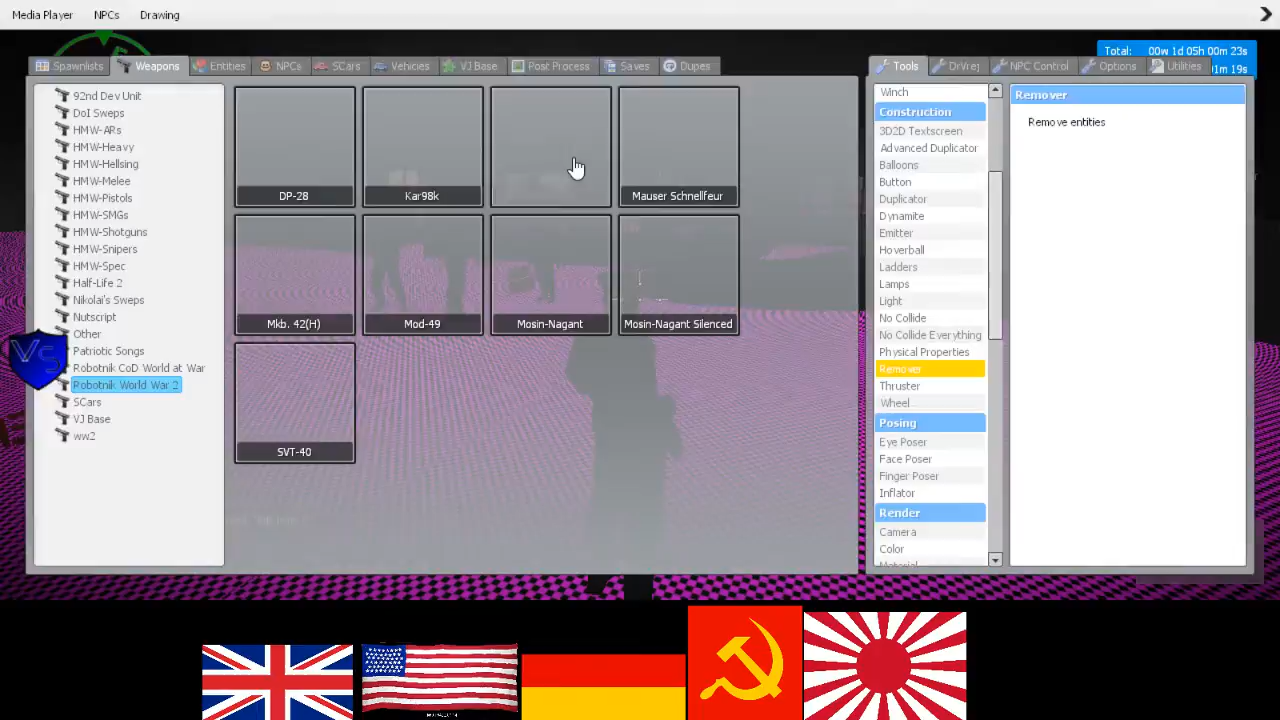 Media Player NPCs Drawing
Total: 00w 1d 05h 00m 23s
1m 19s
Spawnlists Weapons Entities NPCs SCars Vehicles VJ Base Post Process Saves Dupes
92nd Dev Unit
DoI Sweps
HMW-ARs
HMW-Heavy
HMW-Hellsing
HMW-Melee
HMW-Pistols
HMW-SMGs
HMW-Shotguns
HMW-Snipers
HMW-Spec
Half-Life 2
Nikolai's Sweps
Nutscript
Other
Patriotic Songs
Robotnik CoD World at War
Robotnik World War 2
SCars
VJ Base
ww2
VS
DP-28
Kar98k
Mauser Schnellfeur
Mkb. 42(H)
Mod-49
Mosin-Nagant
Mosin-Nagant Silenced
SVT-40
Tools DrVrej NPC Control Options Utilities
Winch
Construction
3D2D Textscreen
Advanced Duplicator
Balloons
Button
Duplicator
Dynamite
Emitter
Hoverball
Ladders
Lamps
Light
No Collide
No Collide Everything
Physical Properties
Remover
Thruster
Wheel
Posing
Eye Poser
Face Poser
Finger Poser
Inflator
Render
Camera
Color
Material
Remover
Remove entities